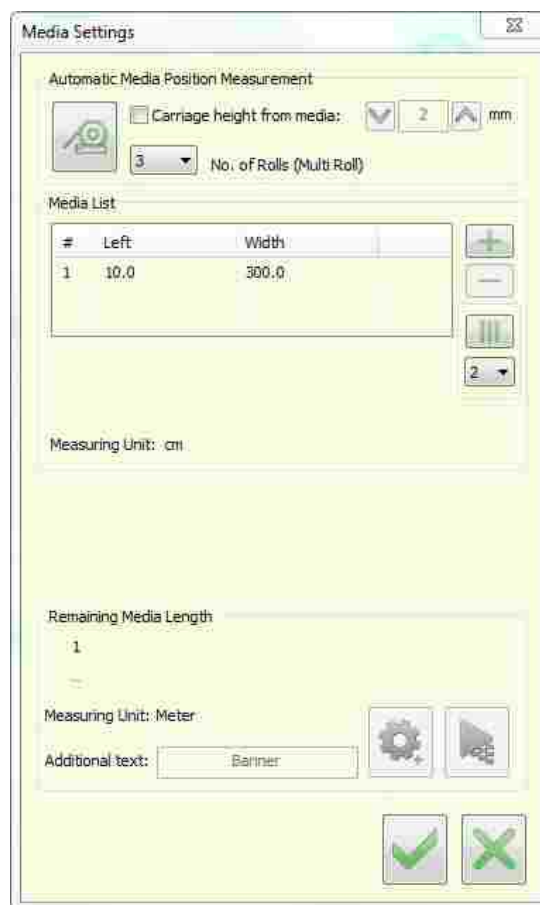 Media Settings
Automatic Media Position Measurement
Carriage height from media: 2 mm
3 No. of Rolls (Multi Roll)
Media List
# Left Width
1 10.0 300.0
2
Measuring Unit: cm
Remaining Media Length
1
Measuring Unit: Meter
Additional text: Banner